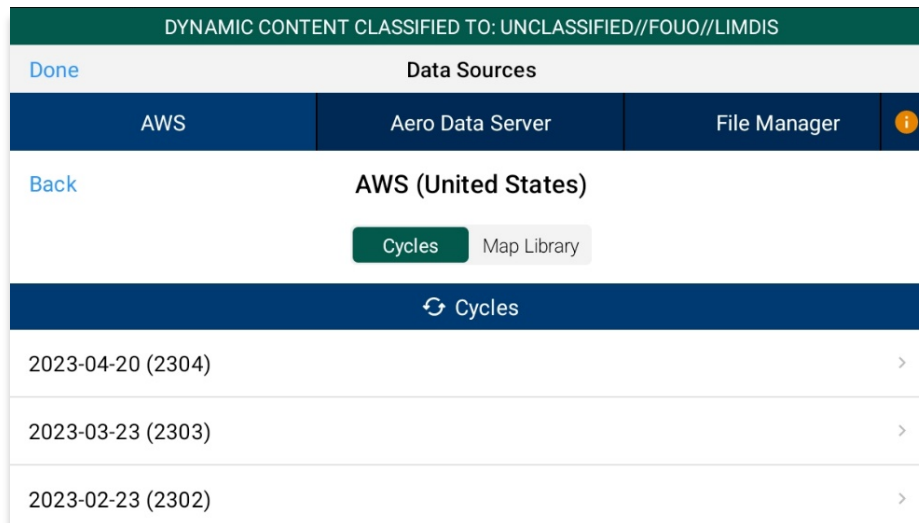 DYNAMIC CONTENT CLASSIFIED TO: UNCLASSIFIED//FOUO//LIMDIS
Done Data Sources
AWS Aero Data Server File Manager
Back AWS (United States)
Cycles Map Library
Cycles
2023-04-20 (2304)
2023-03-23 (2303)
2023-02-23 (2302)